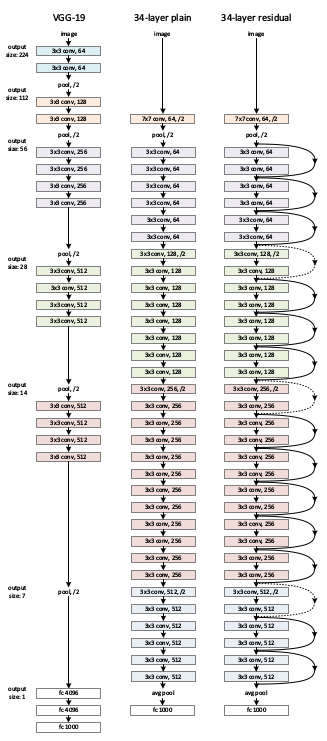 output
size: 224
output
size: 112
output
size: 56
output
size: 28
output
size: 14
output
size: 7
output
size: 1
VGG-19
image
3x3 conv, 64
3x3 conv, 64
pool, /2
3x3 conv, 128
3x3 conv, 128
pool, /2
3x3 conv, 256
3x3 conv, 256
3x3 conv, 256
3x3 conv, 256
pool, /2
3x3 conv, 512
3x3 conv, 512
3x3 conv, 512
3x3 conv, 512
pool, /2
3x3 conv, 512
3x3 conv, 512
3x3 conv, 512
3x3 conv, 512
pool, /2
fc 4096
fc 4096
fc 1000
34-layer plain
image
7x7 conv, 64, /2
pool, /2
3x3 conv, 64
3x3 conv, 64
3x3 conv, 64
3x3 conv, 64
3x3 conv, 64
3x3 conv, 64
3x3 conv, 128, /2
3x3 conv, 128
3x3 conv, 128
3x3 conv, 128
3x3 conv, 128
3x3 conv, 128
3x3 conv, 128
3x3 conv, 128
3x3 conv, 256, /2
3x3 conv, 256
3x3 conv, 256
3x3 conv, 256
3x3 conv, 256
3x3 conv, 256
3x3 conv, 256
3x3 conv, 256
3x3 conv, 256
3x3 conv, 256
3x3 conv, 256
3x3 conv, 256
3x3 conv, 512, /2
3x3 conv, 512
3x3 conv, 512
3x3 conv, 512
3x3 conv, 512
3x3 conv, 512
avg pool
fc 1000
34-layer residual
image
7x7 conv, 64, /2
pool, /2
3x3 conv, 64
3x3 conv, 64
3x3 conv, 64
3x3 conv, 64
3x3 conv, 64
3x3 conv, 64
3x3 conv, 128, /2
3x3 conv, 128
3x3 conv, 128
3x3 conv, 128
3x3 conv, 128
3x3 conv, 128
3x3 conv, 128
3x3 conv, 128
3x3 conv, 256, /2
3x3 conv, 256
3x3 conv, 256
3x3 conv, 256
3x3 conv, 256
3x3 conv, 256
3x3 conv, 256
3x3 conv, 256
3x3 conv, 256
3x3 conv, 256
3x3 conv, 256
3x3 conv, 256
3x3 conv, 512, /2
3x3 conv, 512
3x3 conv, 512
3x3 conv, 512
3x3 conv, 512
3x3 conv, 512
avg pool
fc 1000